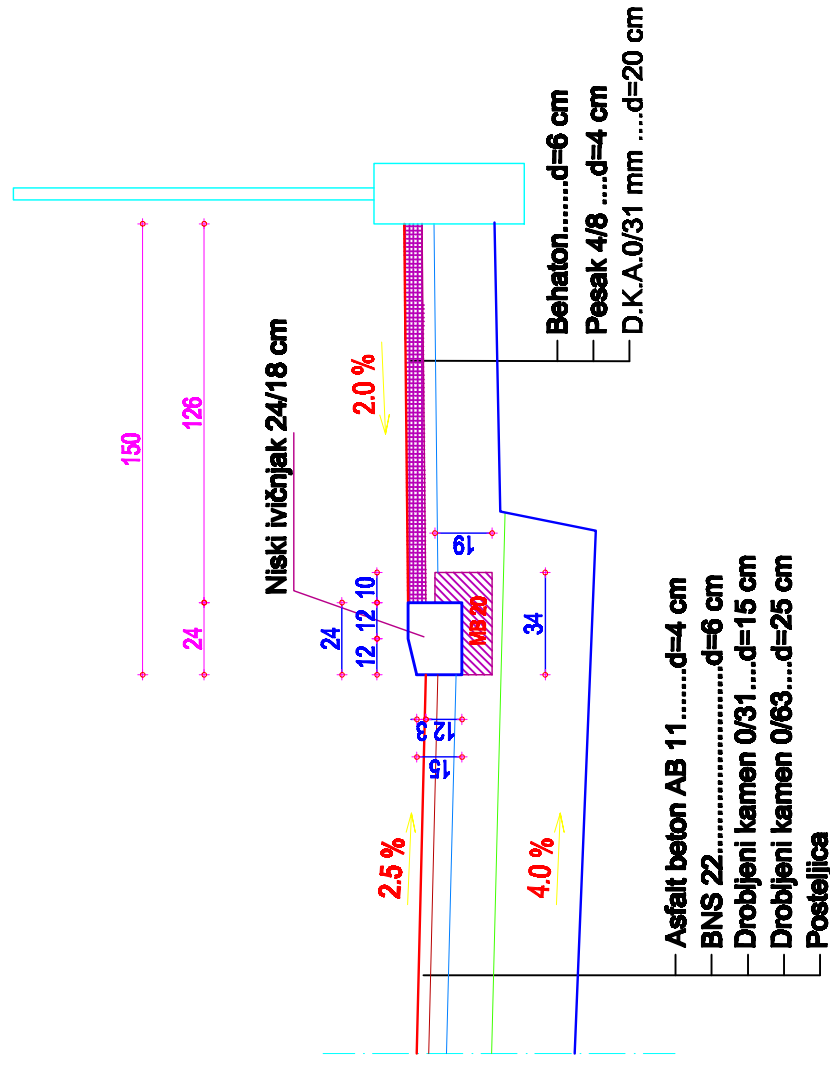 150
24
126
Niski ivičnjak 24/18 cm
24
12
12
10
2.0 %
2.5 %
3
12
15
19
MB 20
34
4.0 %
Behaton.......d=6 cm
Pesak 4/8 ....d=4 cm
D.K.A.0/31 mm ....d=20 cm
Asfalt beton AB 11.......d=4 cm
BNS 22...........................d=6 cm
Drobljeni kamen 0/31....d=15 cm
Drobljeni kamen 0/63....d=25 cm
Posteljica